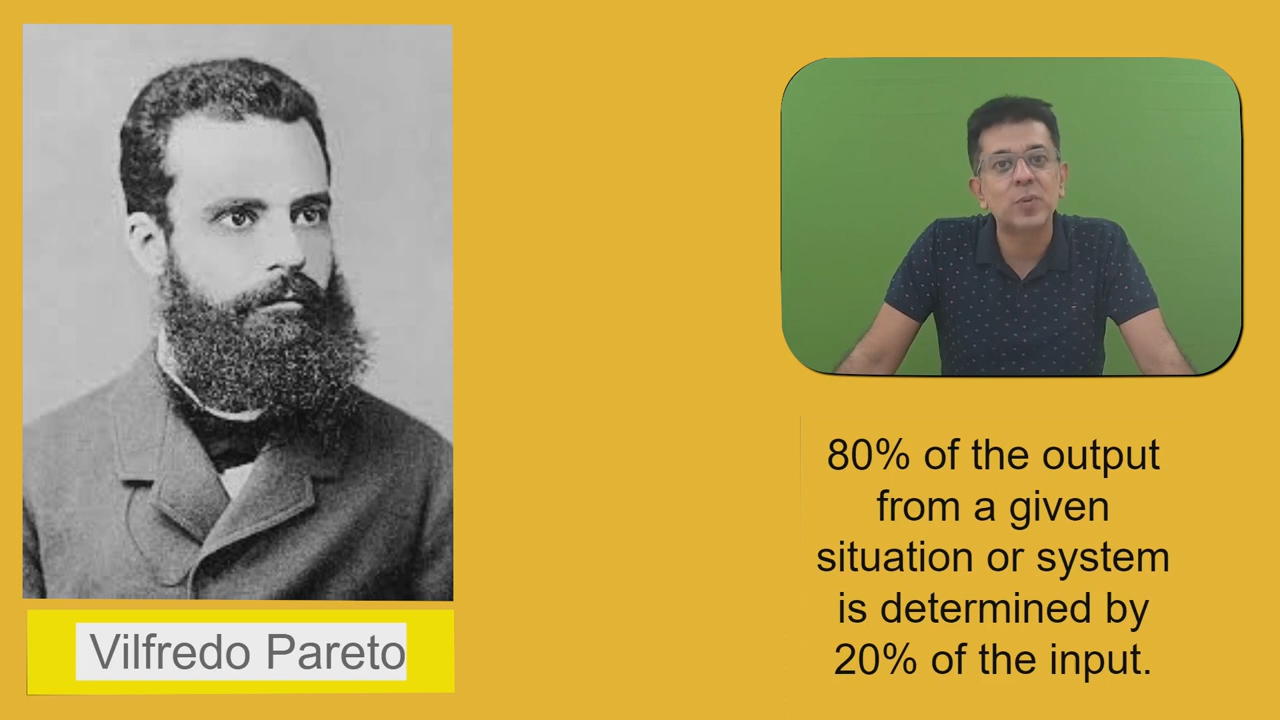 Vilfredo Pareto
80% of the output
from a given
situation or system
is determined by
20% of the input.